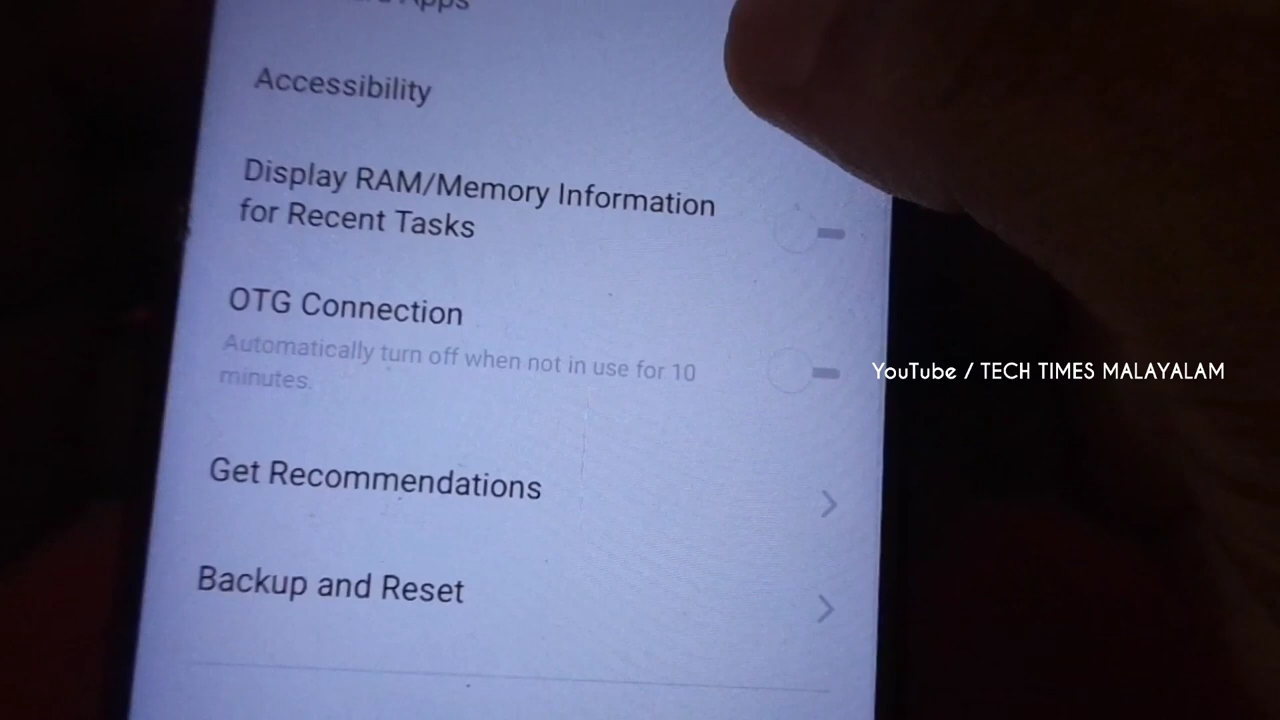 Apps
Accessibility
Display RAM/Memory Information
for Recent Tasks
OTG Connection
Automatically turn off when not in use for 10
minutes.
YouTube / TECH TIMES MALAYALAM
Get Recommendations
Backup and Reset